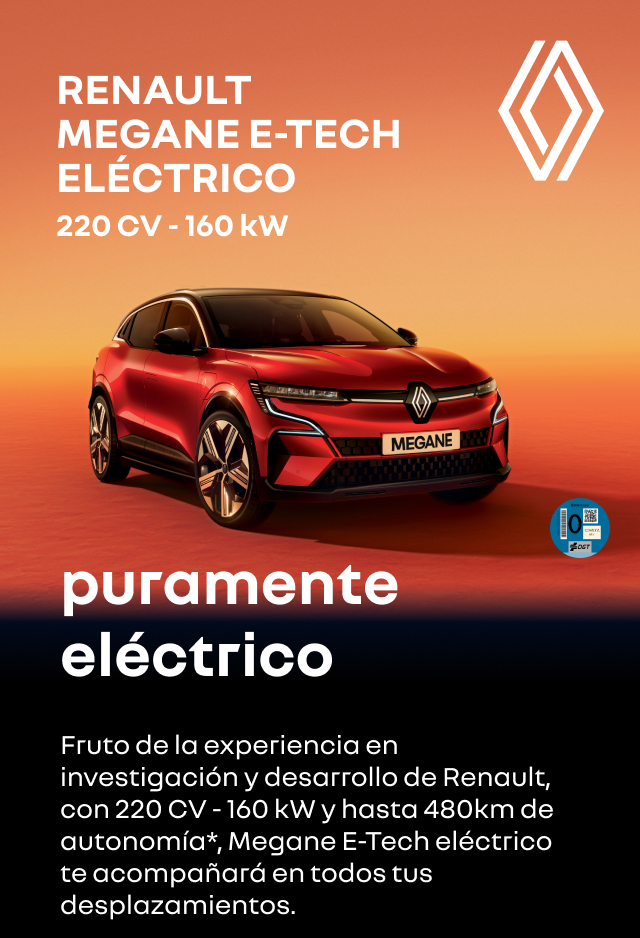 RENAULT
MEGANE E-TECH
ELÉCTRICO
220 CV - 160 kW
MEGANE
0
DGT
puramente
eléctrico
Fruto de la experiencia en
investigación y desarrollo de Renault,
con 220 CV - 160 kW y hasta 480km de
autonomía*, Megane E-Tech eléctrico
te acompañará en todos tus
desplazamientos.